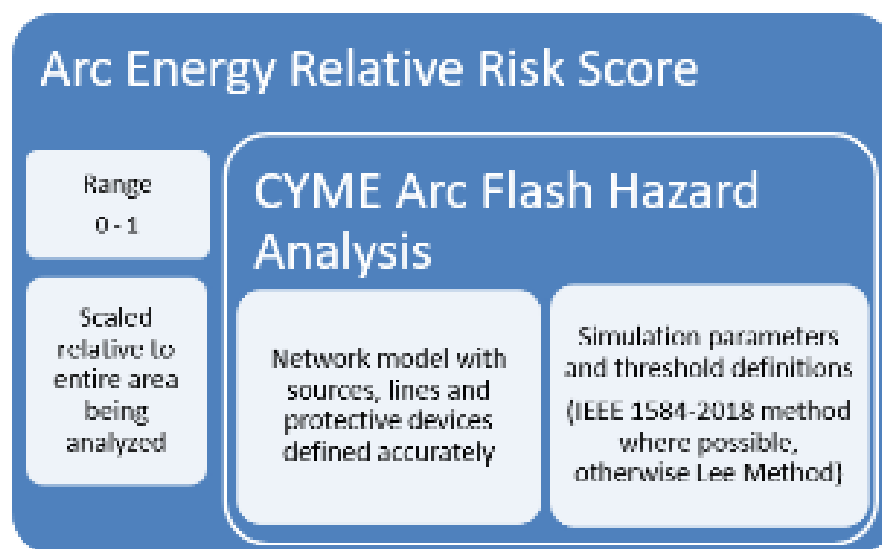 Arc Energy Relative Risk Score
Range
0 - 1
Scaled
relative to
entire area
being
analyzed
CYME Arc Flash Hazard
Analysis
Network model with
sources, lines and
protective devices
defined accurately
Simulation parameters
and threshold definitions
(IEEE 1584-2018 method
where possible,
otherwise Lee Method)